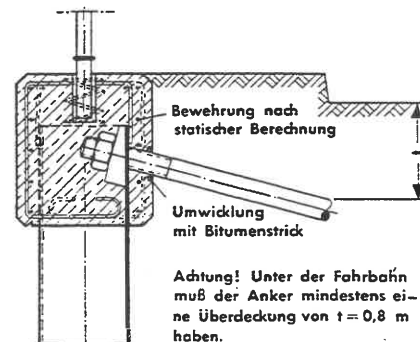 Bewehrung nach
statischer Berechnung
Umwicklung
mit Bitumenstrick
Achtung! Unter der Fahrbahn
muß der Anker mindestens ei-
ne Überdeckung von t = 0,8 m
haben.